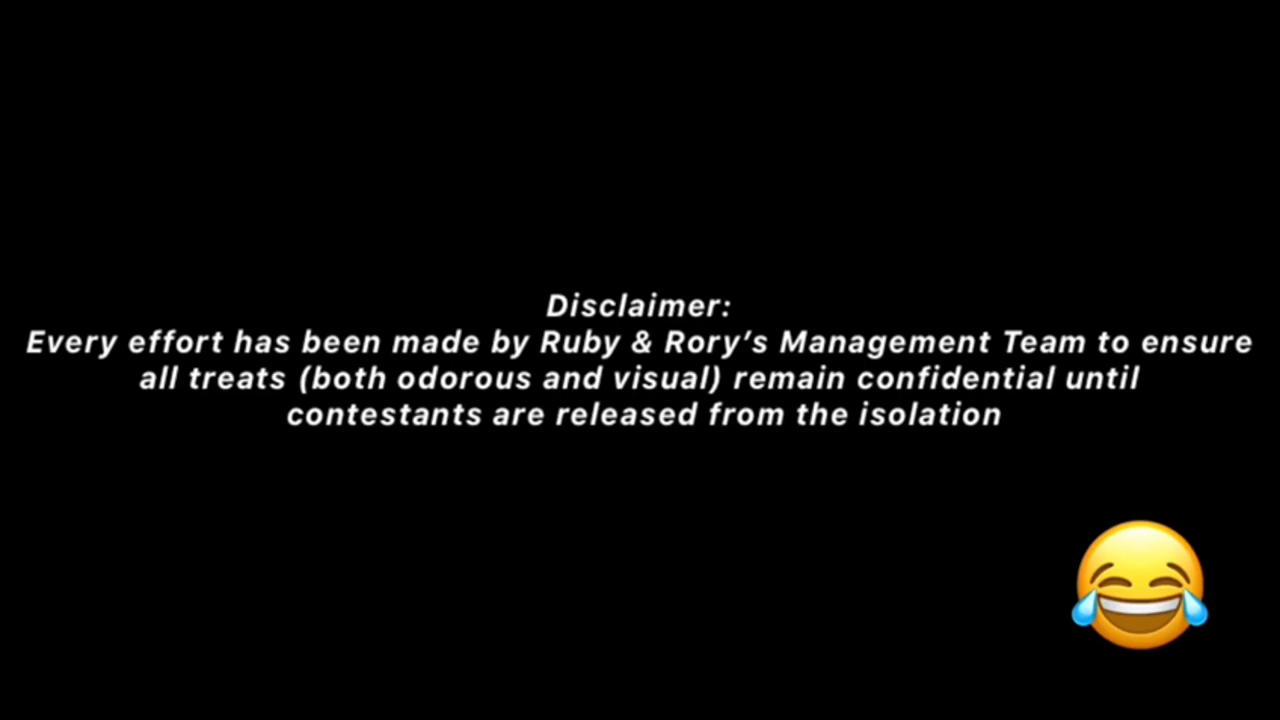 Disclaimer:
Every effort has been made by Ruby & Rory’s Management Team to ensure
all treats (both odorous and visual) remain confidential until
contestants are released from the isolation